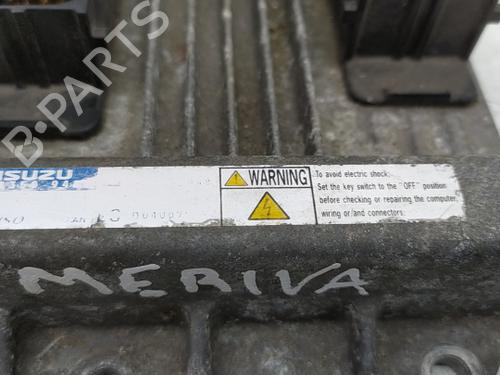 B-PARTS
ISUZU
WARNING
To avoid electric shock:
Set the key switch to the "OFF" position
before checking or repairing the computer,
wiring or/and connectors.
MERIVA